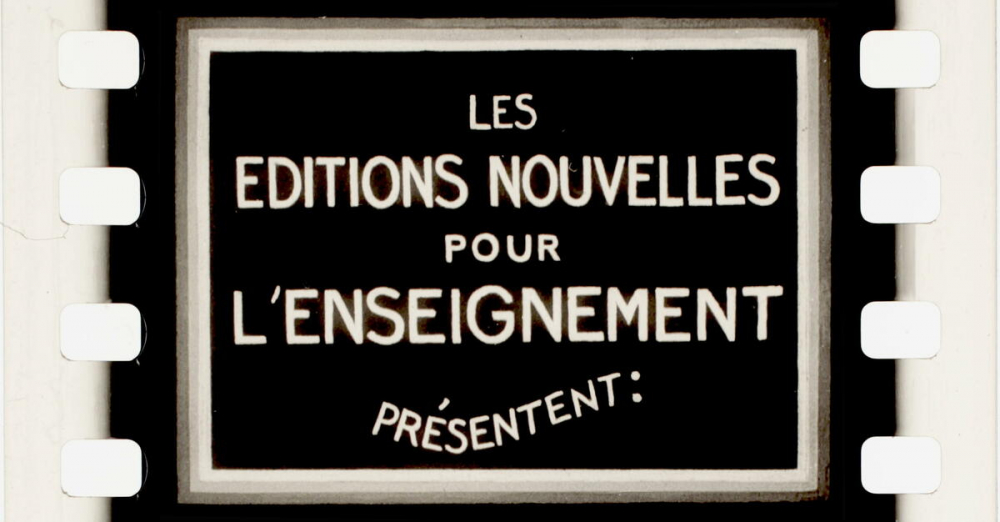 LES
EDITIONS NOUVELLES
POUR
L'ENSEIGNEMENT
PRÉSENTENT: